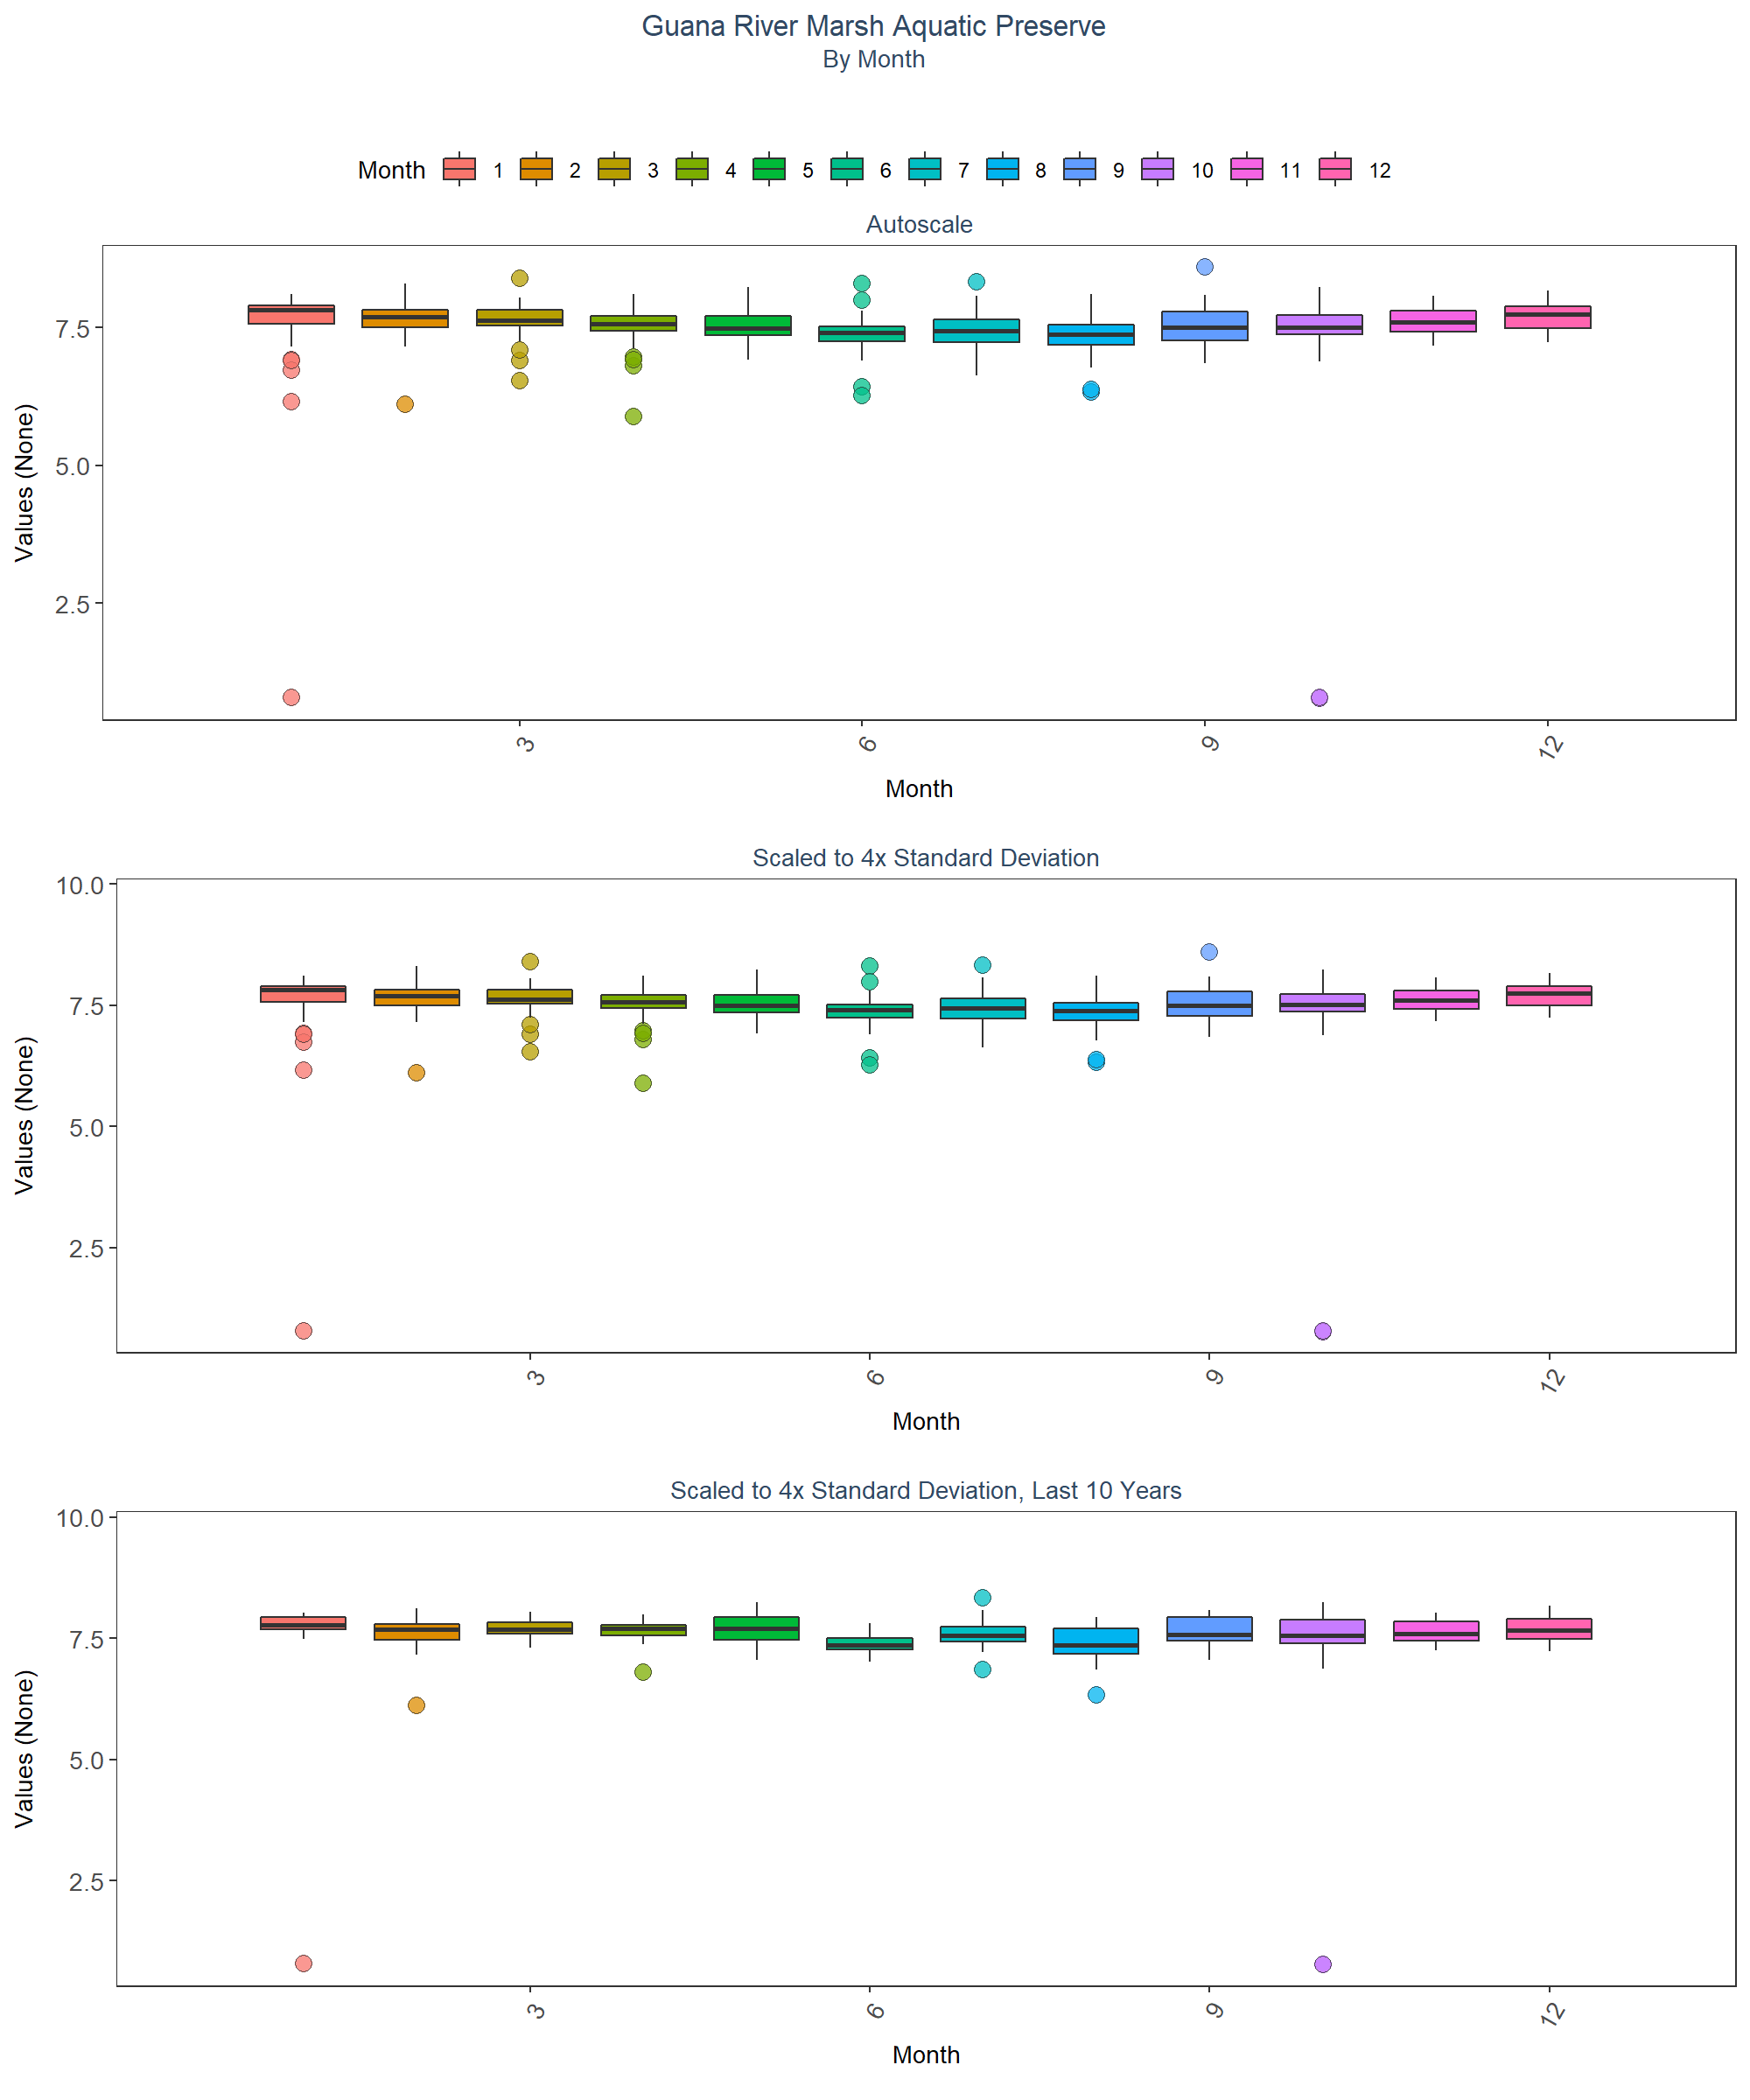 Guana River Marsh Aquatic Preserve
By Month
Month 1 2 3 4 5 6 7 8 9 10 11 12
Autoscale
Values (None)
7.5
5.0
2.5
3 6 9 12
Month
Scaled to 4x Standard Deviation
Values (None)
10.0
7.5
5.0
2.5
3 6 9 12
Month
Scaled to 4x Standard Deviation, Last 10 Years
Values (None)
10.0
7.5
5.0
2.5
3 6 9 12
Month